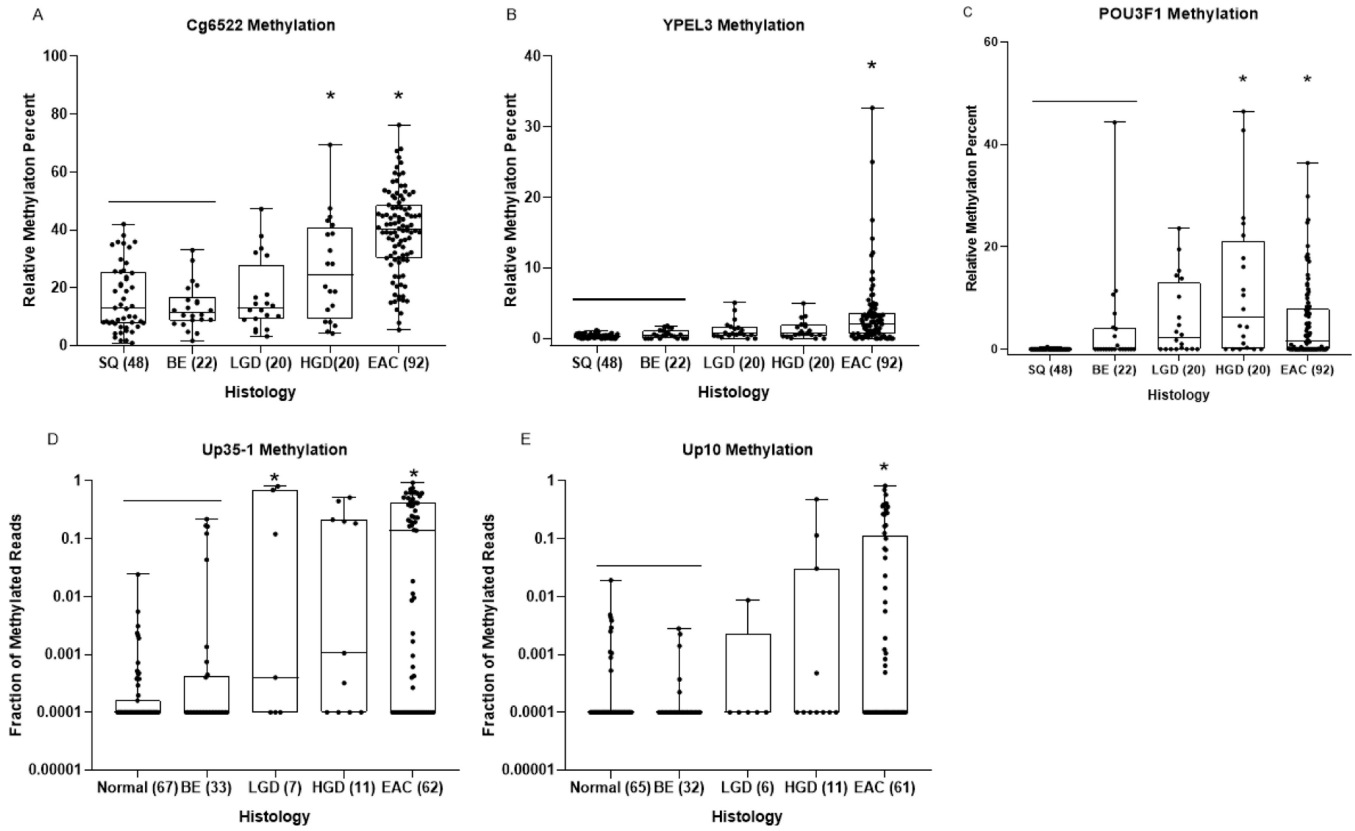 A
Cg6522 Methylation
Relative Methylaton Percent
100
80
60
40
20
0
SQ (48) BE (22) LGD (20) HGD(20) EAC (92)
Histology
*
*
B
YPEL3 Methylation
Relative Methylaton Percent
40
30
20
10
0
SQ (48) BE (22) LGD (20) HGD (20) EAC (92)
Histology
*
C
POU3F1 Methylation
Relative Methylaton Percent
60
40
20
0
SQ (48) BE (22) LGD (20) HGD (20) EAC (92)
Histology
*
*
D
Up35-1 Methylation
Fraction of Methylated Reads
1
0.1
0.01
0.001
0.0001
0.00001
Normal (67) BE (33) LGD (7) HGD (11) EAC (62)
Histology
*
*
E
Up10 Methylation
Fraction of Methylated Reads
1
0.1
0.01
0.001
0.0001
0.00001
Normal (65) BE (32) LGD (6) HGD (11) EAC (61)
Histology
*